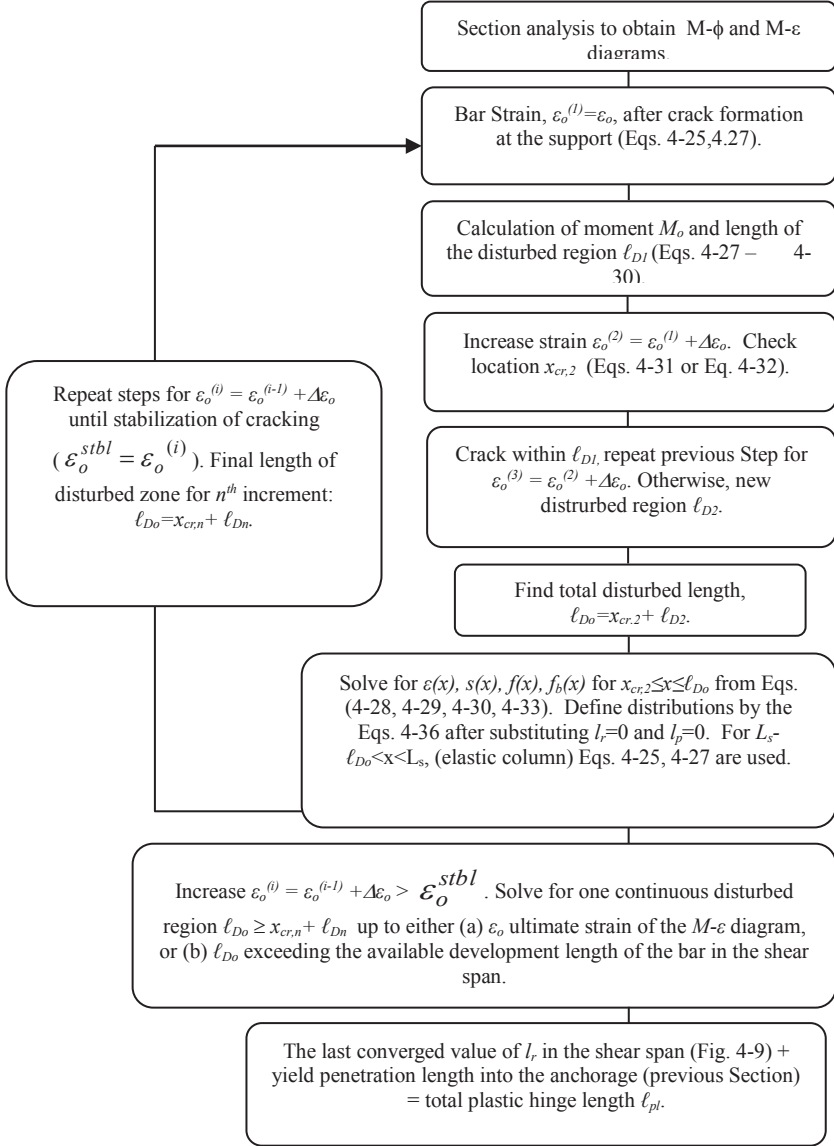 Section analysis to obtain M-ϕ and M-ε
diagrams.
Bar Strain, εₒ⁽¹⁾=εₒ, after crack formation
at the support (Eqs. 4-25,4.27).
Calculation of moment Mₒ and length of
the disturbed region ℓD1 (Eqs. 4-27 – 4-
30).
Increase strain εₒ⁽²⁾ = εₒ⁽¹⁾ +Δεₒ. Check
location xcr,2 (Eqs. 4-31 or Eq. 4-32).
Crack within ℓD1, repeat previous Step for
εₒ⁽³⁾ = εₒ⁽²⁾ +Δεₒ. Otherwise, new
distrurbed region ℓD2.
Find total disturbed length,
ℓDo=xcr.2+ ℓD2.
Solve for ε(x), s(x), f(x), fb(x) for xcr,2≤x≤ℓDo from Eqs.
(4-28, 4-29, 4-30, 4-33). Define distributions by the
Eqs. 4-36 after substituting lr=0 and lp=0. For Ls-
ℓDo<x<Ls, (elastic column) Eqs. 4-25, 4-27 are used.
Repeat steps for εₒ⁽ⁱ⁾ = εₒ⁽ⁱ⁻¹⁾ +Δεₒ
until stabilization of cracking
( εₒˢᵗᵇˡ = εₒ⁽ⁱ⁾ ). Final length of
disturbed zone for nᵗʰ increment:
ℓDo=xcr,n+ ℓDn.
Increase εₒ⁽ⁱ⁾ = εₒ⁽ⁱ⁻¹⁾ +Δεₒ > εₒˢᵗᵇˡ . Solve for one continuous disturbed
region ℓDo ≥ xcr,n+ ℓDn up to either (a) εₒ ultimate strain of the M-ε diagram,
or (b) ℓDo exceeding the available development length of the bar in the shear
span.
The last converged value of lr in the shear span (Fig. 4-9) +
yield penetration length into the anchorage (previous Section)
= total plastic hinge length ℓpl.